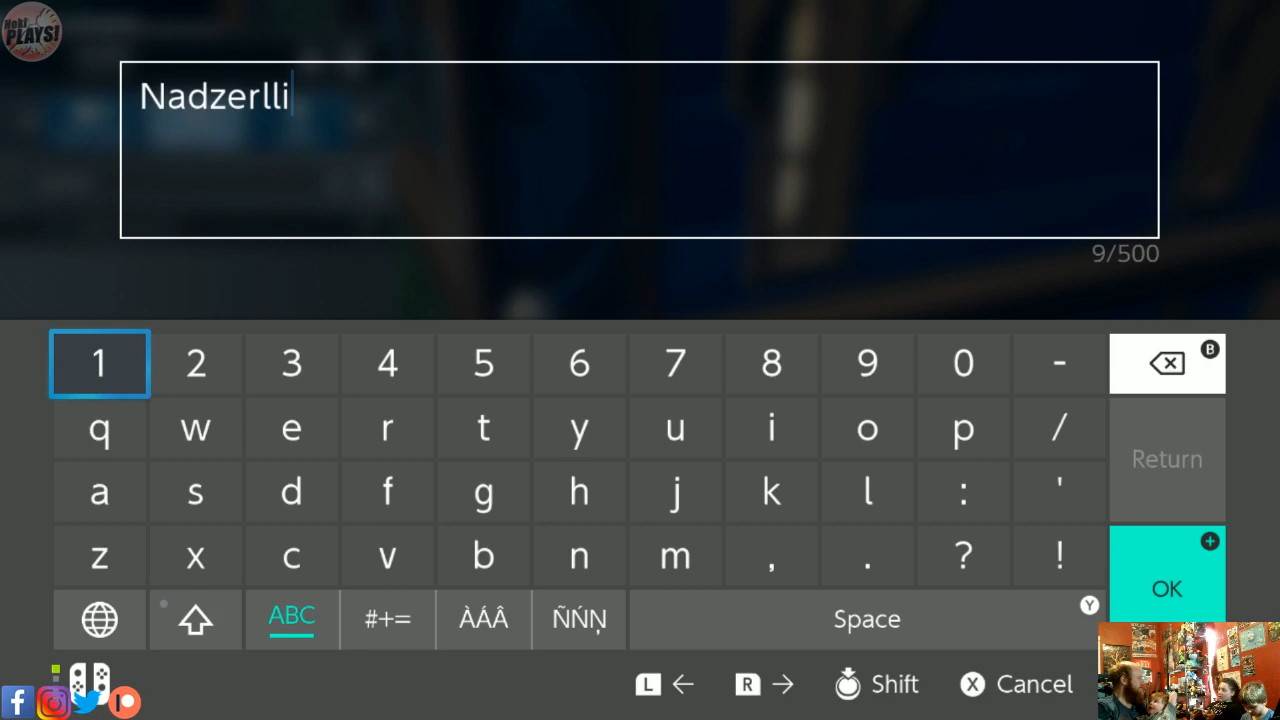 Noki
PLAYS!
Nadzerlli
9/500
1 2 3 4 5 6 7 8 9 0 - B
q w e r t y u i o p /
Return
a s d f g h j k l : '
z x c v b n m , . ? ! +
OK
ABC #+= ÀÁÂ ÑŃŅ Space Y
L ← R → Shift X Cancel